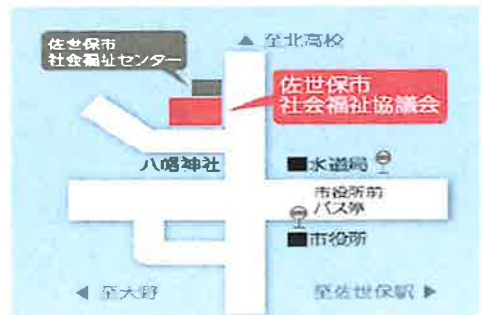 ▲ 至北高校
佐世保市
社会福祉センター
佐世保市
社会福祉協議会
八幡神社
■水道局
市役所前
バス停
■市役所
◀ 至大野
至佐世保駅 ▶